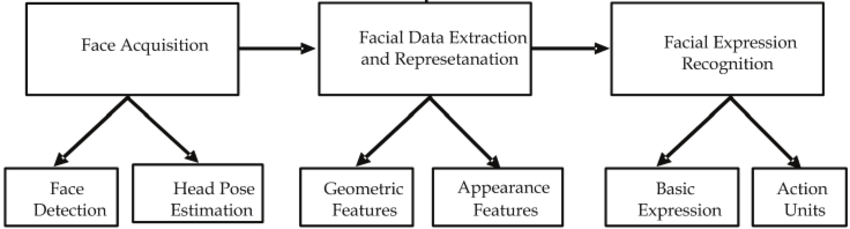 Face Acquisition
Facial Data Extraction
and Represetanation
Facial Expression
Recognition
Face
Detection
Head Pose
Estimation
Geometric
Features
Appearance
Features
Basic
Expression
Action
Units